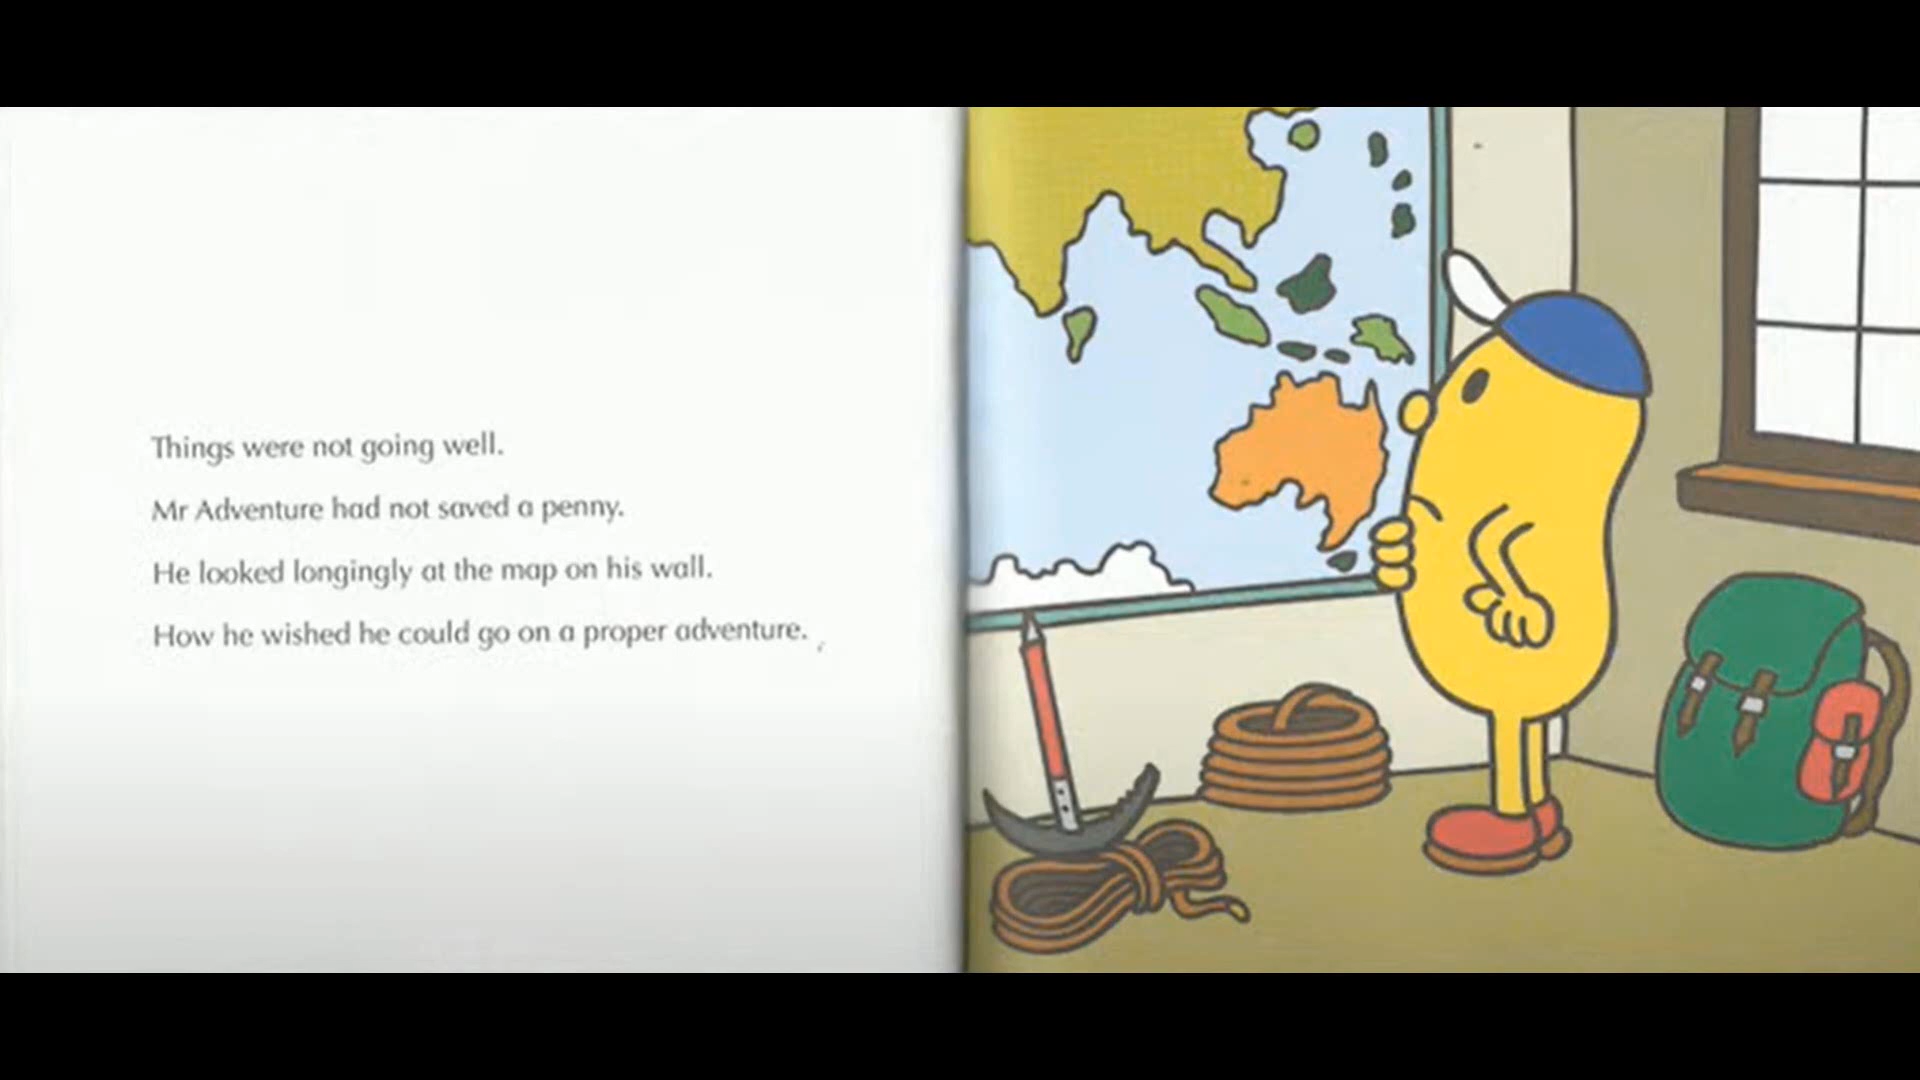 Things were not going well.
Mr Adventure had not saved a penny.
He looked longingly at the map on his wall.
How he wished he could go on a proper adventure.